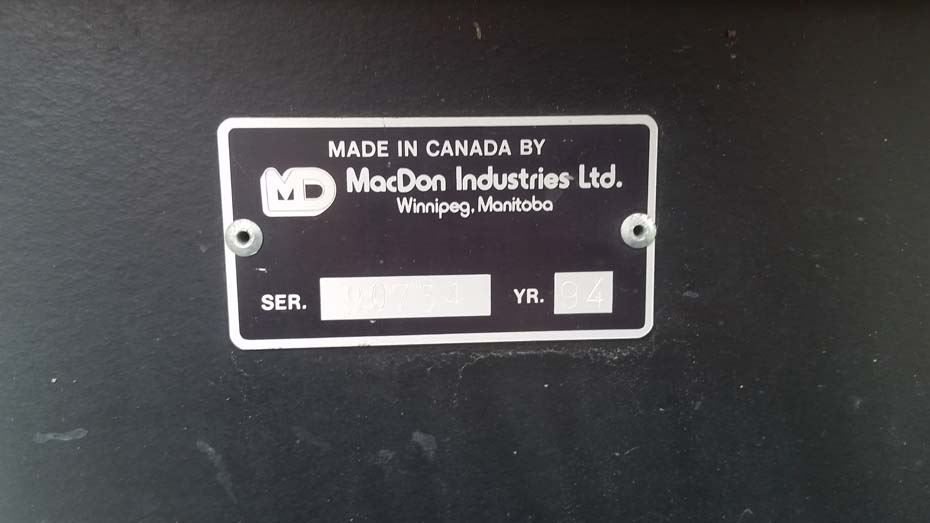 MADE IN CANADA BY
MD MacDon Industries Ltd.
Winnipeg, Manitoba
SER. YR. 94